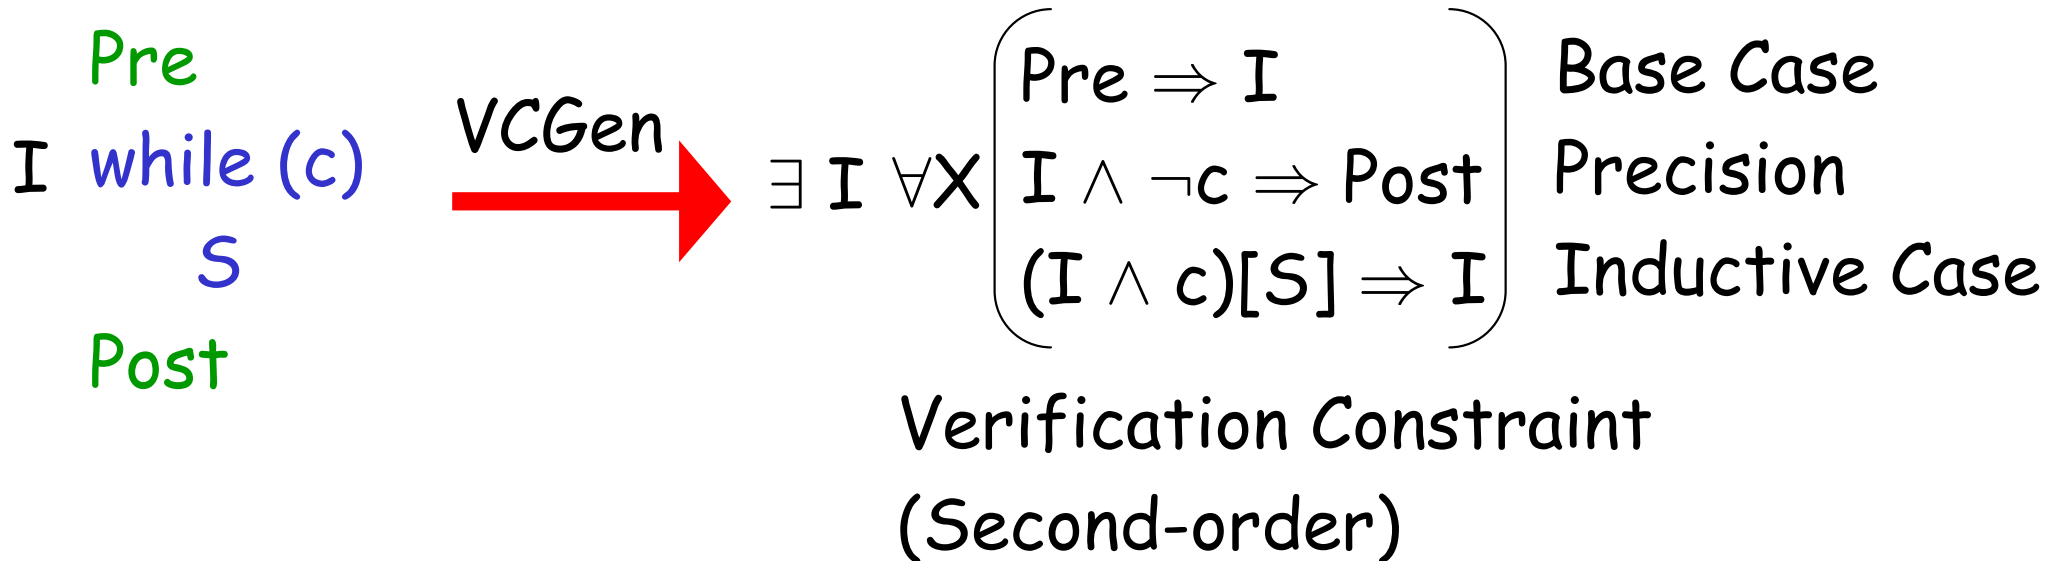 Pre
I while (c)
S
Post
VCGen
∃ I ∀X
Pre ⇒ I
I ∧ ¬c ⇒ Post
(I ∧ c)[S] ⇒ I
Base Case
Precision
Inductive Case
Verification Constraint
(Second-order)